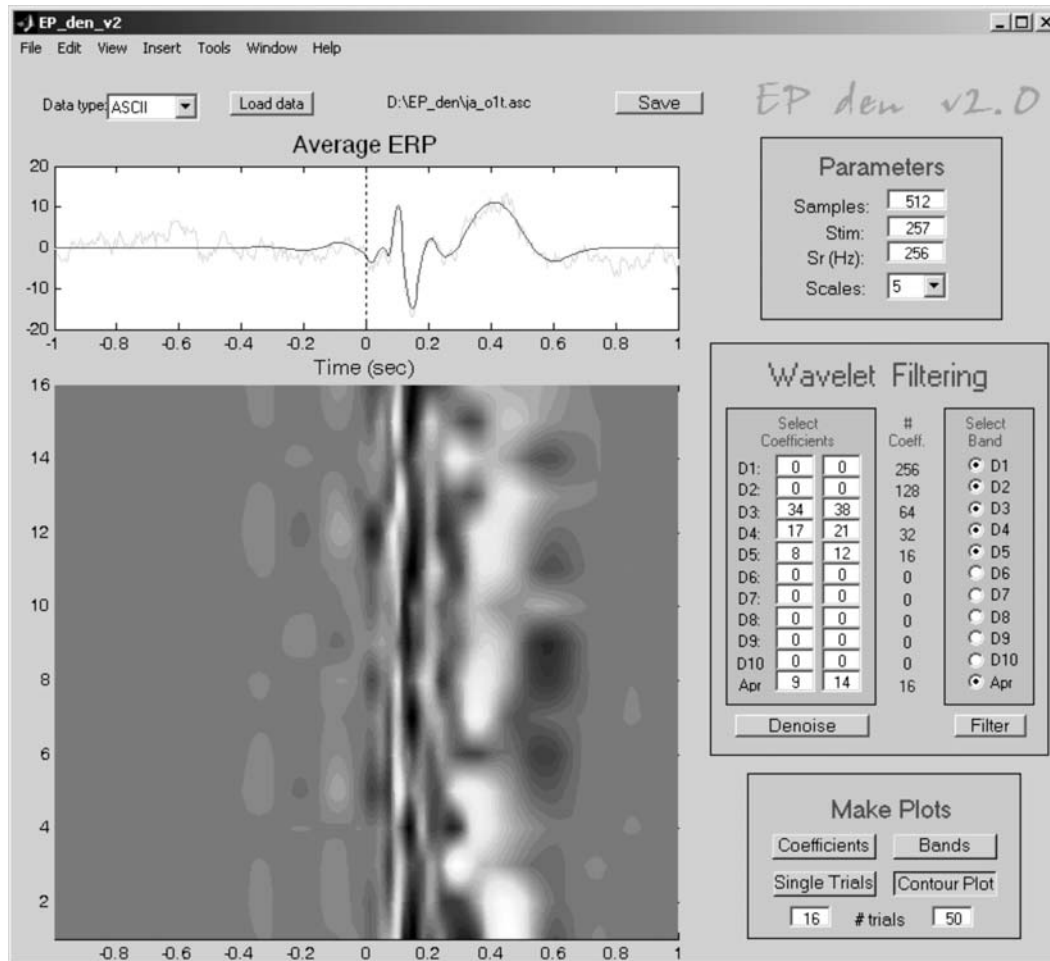 EP_den_v2
File Edit View Insert Tools Window Help
Data type: ASCII Load data D:\EP_den\ja_o1t.asc Save
EP den v2.0
Average ERP
20
10
0
-10
-20
-1 -0.8 -0.6 -0.4 -0.2 0 0.2 0.4 0.6 0.8 1
Time (sec)
16
14
12
10
8
6
4
2
-0.8 -0.6 -0.4 -0.2 0 0.2 0.4 0.6 0.8 1
Parameters
Samples: 512
Stim: 257
Sr (Hz): 256
Scales: 5
Wavelet Filtering
Select Coefficients
# Coeff.
Select Band
D1: 0 0 256 D1
D2: 0 0 128 D2
D3: 34 38 64 D3
D4: 17 21 32 D4
D5: 8 12 16 D5
D6: 0 0 0 D6
D7: 0 0 0 D7
D8: 0 0 0 D8
D9: 0 0 0 D9
D10 0 0 0 D10
Apr 9 14 16 Apr
Denoise Filter
Make Plots
Coefficients Bands
Single Trials Contour Plot
16 # trials 50